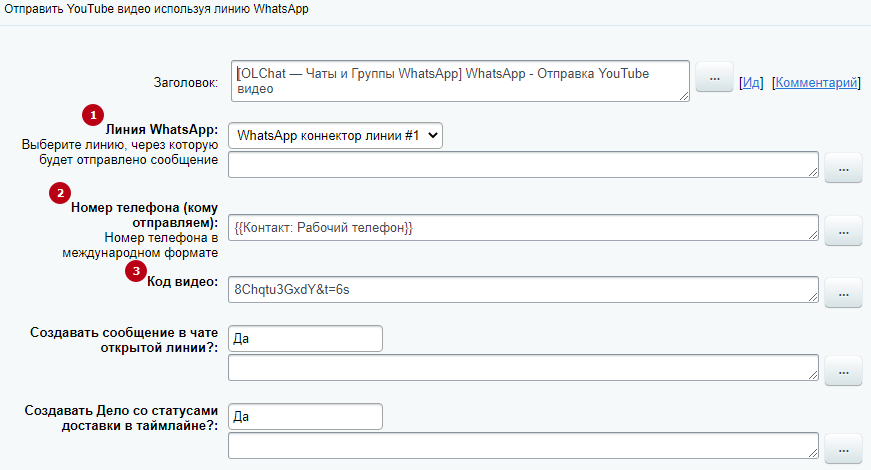 Отправить YouTube видео используя линию WhatsApp
Заголовок:
[OLChat — Чаты и Группы WhatsApp] WhatsApp - Отправка YouTube
видео
...
[Ид] [Комментарий]
1
Линия WhatsApp:
Выберите линию, через которую
будет отправлено сообщение
WhatsApp коннектор линии #1
...
2
Номер телефона (кому
отправляем):
Номер телефона в
международном формате
{{Контакт: Рабочий телефон}}
...
3
Код видео:
8Chqtu3GxdY&t=6s
...
Создавать сообщение в чате
открытой линии?:
Да
...
Создавать Дело со статусами
доставки в таймлайне?:
Да
...